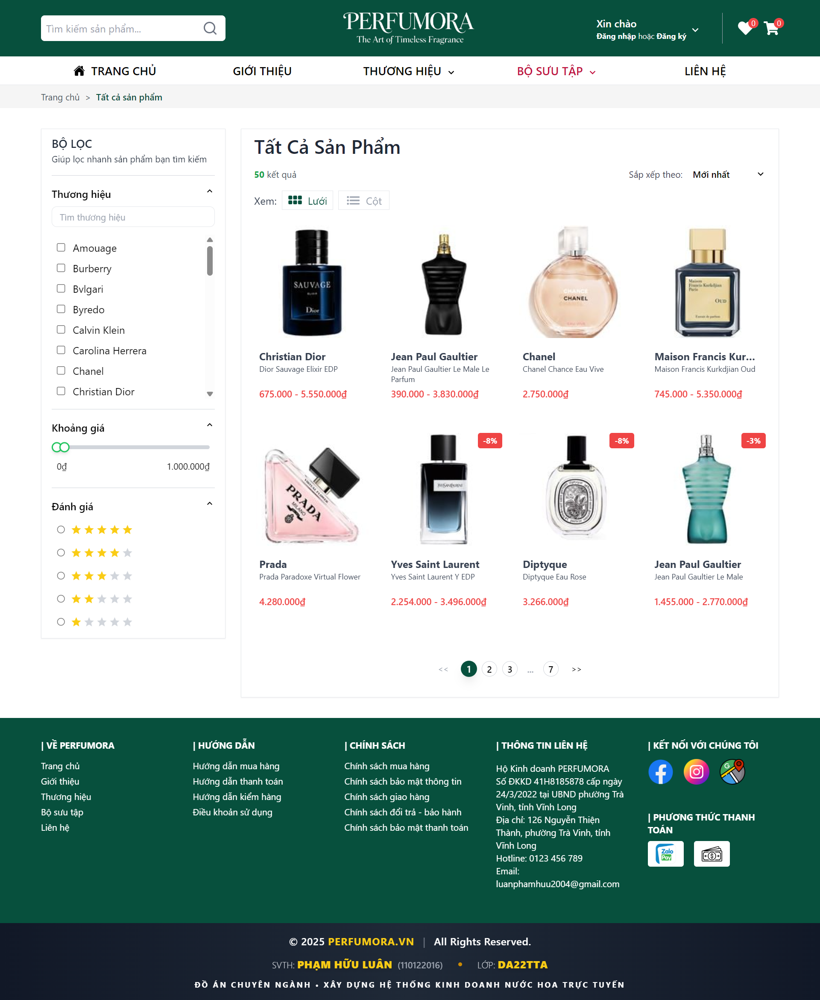 Tìm kiếm sản phẩm...
PERFUMORA
The Art of Timeless Fragrance
Xin chào
Đăng nhập hoặc Đăng ký
0
0
TRANG CHỦ
GIỚI THIỆU
THƯƠNG HIỆU
BỘ SƯU TẬP
LIÊN HỆ
Trang chủ > Tất cả sản phẩm
BỘ LỌC
Giúp lọc nhanh sản phẩm bạn tìm kiếm
Thương hiệu
Tìm thương hiệu
Amouage
Burberry
Bvlgari
Byredo
Calvin Klein
Carolina Herrera
Chanel
Christian Dior
Khoảng giá
0₫
1.000.000₫
Đánh giá
Tất Cả Sản Phẩm
50 kết quả
Sắp xếp theo: Mới nhất
Xem:
Lưới
Cột
SAUVAGE
ELIXIR
Dior
CHANCE
CHANEL
EAU VIVE
Maison
Francis Kurkdjian
Paris
OUD
Extrait de parfum
Christian Dior
Dior Sauvage Elixir EDP
675.000 - 5.550.000₫
Jean Paul Gaultier
Jean Paul Gaultier Le Male Le
Parfum
390.000 - 3.830.000₫
Chanel
Chanel Chance Eau Vive
2.750.000₫
Maison Francis Kur...
Maison Francis Kurkdjian Oud
745.000 - 5.350.000₫
VIRTUAL FLOWER
PRADA
MILANO
-8%
YVESSAINTLAURENT
-8%
-3%
Prada
Prada Paradoxe Virtual Flower
4.280.000₫
Yves Saint Laurent
Yves Saint Laurent Y EDP
2.254.000 - 3.496.000₫
Diptyque
Diptyque Eau Rose
3.266.000₫
Jean Paul Gaultier
Jean Paul Gaultier Le Male
1.455.000 - 2.770.000₫
<< 1 2 3 ... 7 >>
| VỀ PERFUMORA
Trang chủ
Giới thiệu
Thương hiệu
Bộ sưu tập
Liên hệ
| HƯỚNG DẪN
Hướng dẫn mua hàng
Hướng dẫn thanh toán
Hướng dẫn kiểm hàng
Điều khoản sử dụng
| CHÍNH SÁCH
Chính sách mua hàng
Chính sách bảo mật thông tin
Chính sách giao hàng
Chính sách đổi trả - bảo hành
Chính sách bảo mật thanh toán
| THÔNG TIN LIÊN HỆ
Hộ Kinh doanh PERFUMORA
Số ĐKKD 41H8185878 cấp ngày
24/3/2022 tại UBND phường Trà
Vinh, tỉnh Vĩnh Long
Địa chỉ: 126 Nguyễn Thiện
Thành, phường Trà Vinh, tỉnh
Vĩnh Long
Hotline: 0123 456 789
Email:
luanphamhuu2004@gmail.com
| KẾT NỐI VỚI CHÚNG TÔI
G
| PHƯƠNG THỨC THANH
TOÁN
Zalo
Pay
© 2025 PERFUMORA.VN | All Rights Reserved.
SVTH: PHẠM HỮU LUÂN (110122016) • LỚP: DA22TTA
ĐỒ ÁN CHUYÊN NGÀNH • XÂY DỰNG HỆ THỐNG KINH DOANH NƯỚC HOA TRỰC TUYẾN